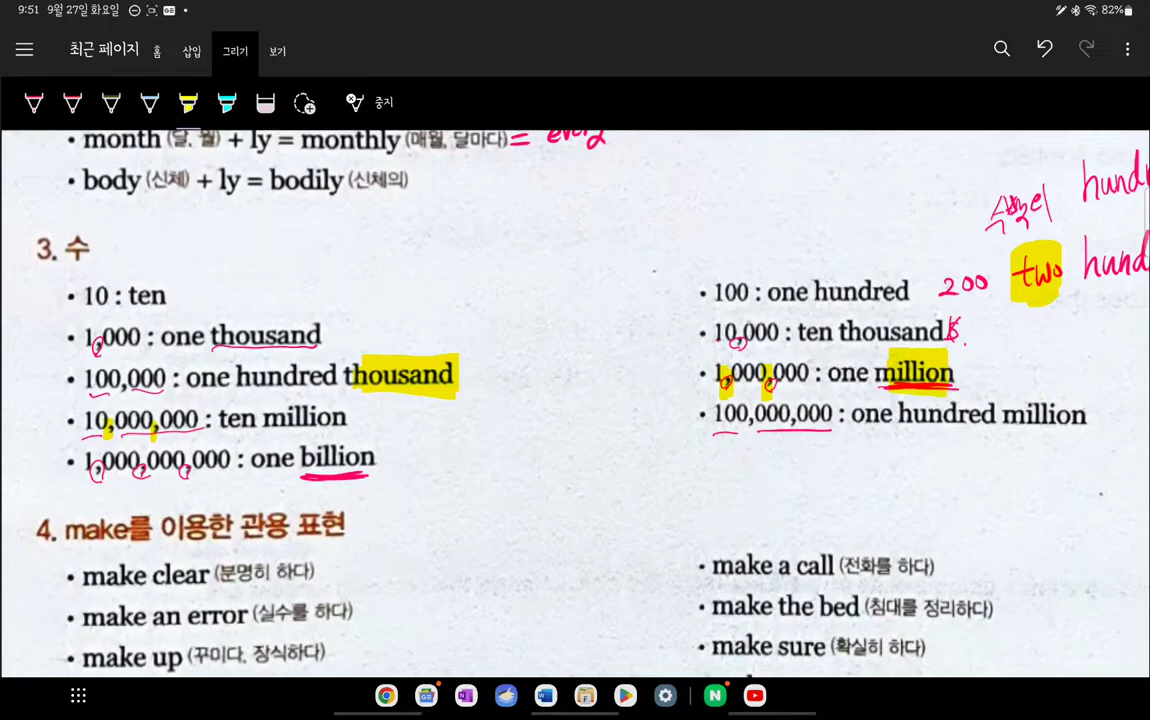 9:51 9월 27일 화요일 82%
최근 페이지 홈 삽입 그리기 보기
중지
• month (달, 월) + ly = monthly (매월, 달마다) = every
• body (신체) + ly = bodily (신체의)
수백의 hund
200 two hund
3. 수
• 10 : ten
• 100 : one hundred
• 1,000 : one thousand
• 10,000 : ten thousand
• 100,000 : one hundred thousand
• 1,000,000 : one million
• 10,000,000 : ten million
• 100,000,000 : one hundred million
• 1,000,000,000 : one billion
4. make를 이용한 관용 표현
• make clear (분명히 하다)
• make a call (전화를 하다)
• make an error (실수를 하다)
• make the bed (침대를 정리하다)
• make up (꾸미다, 장식하다)
• make sure (확실히 하다)